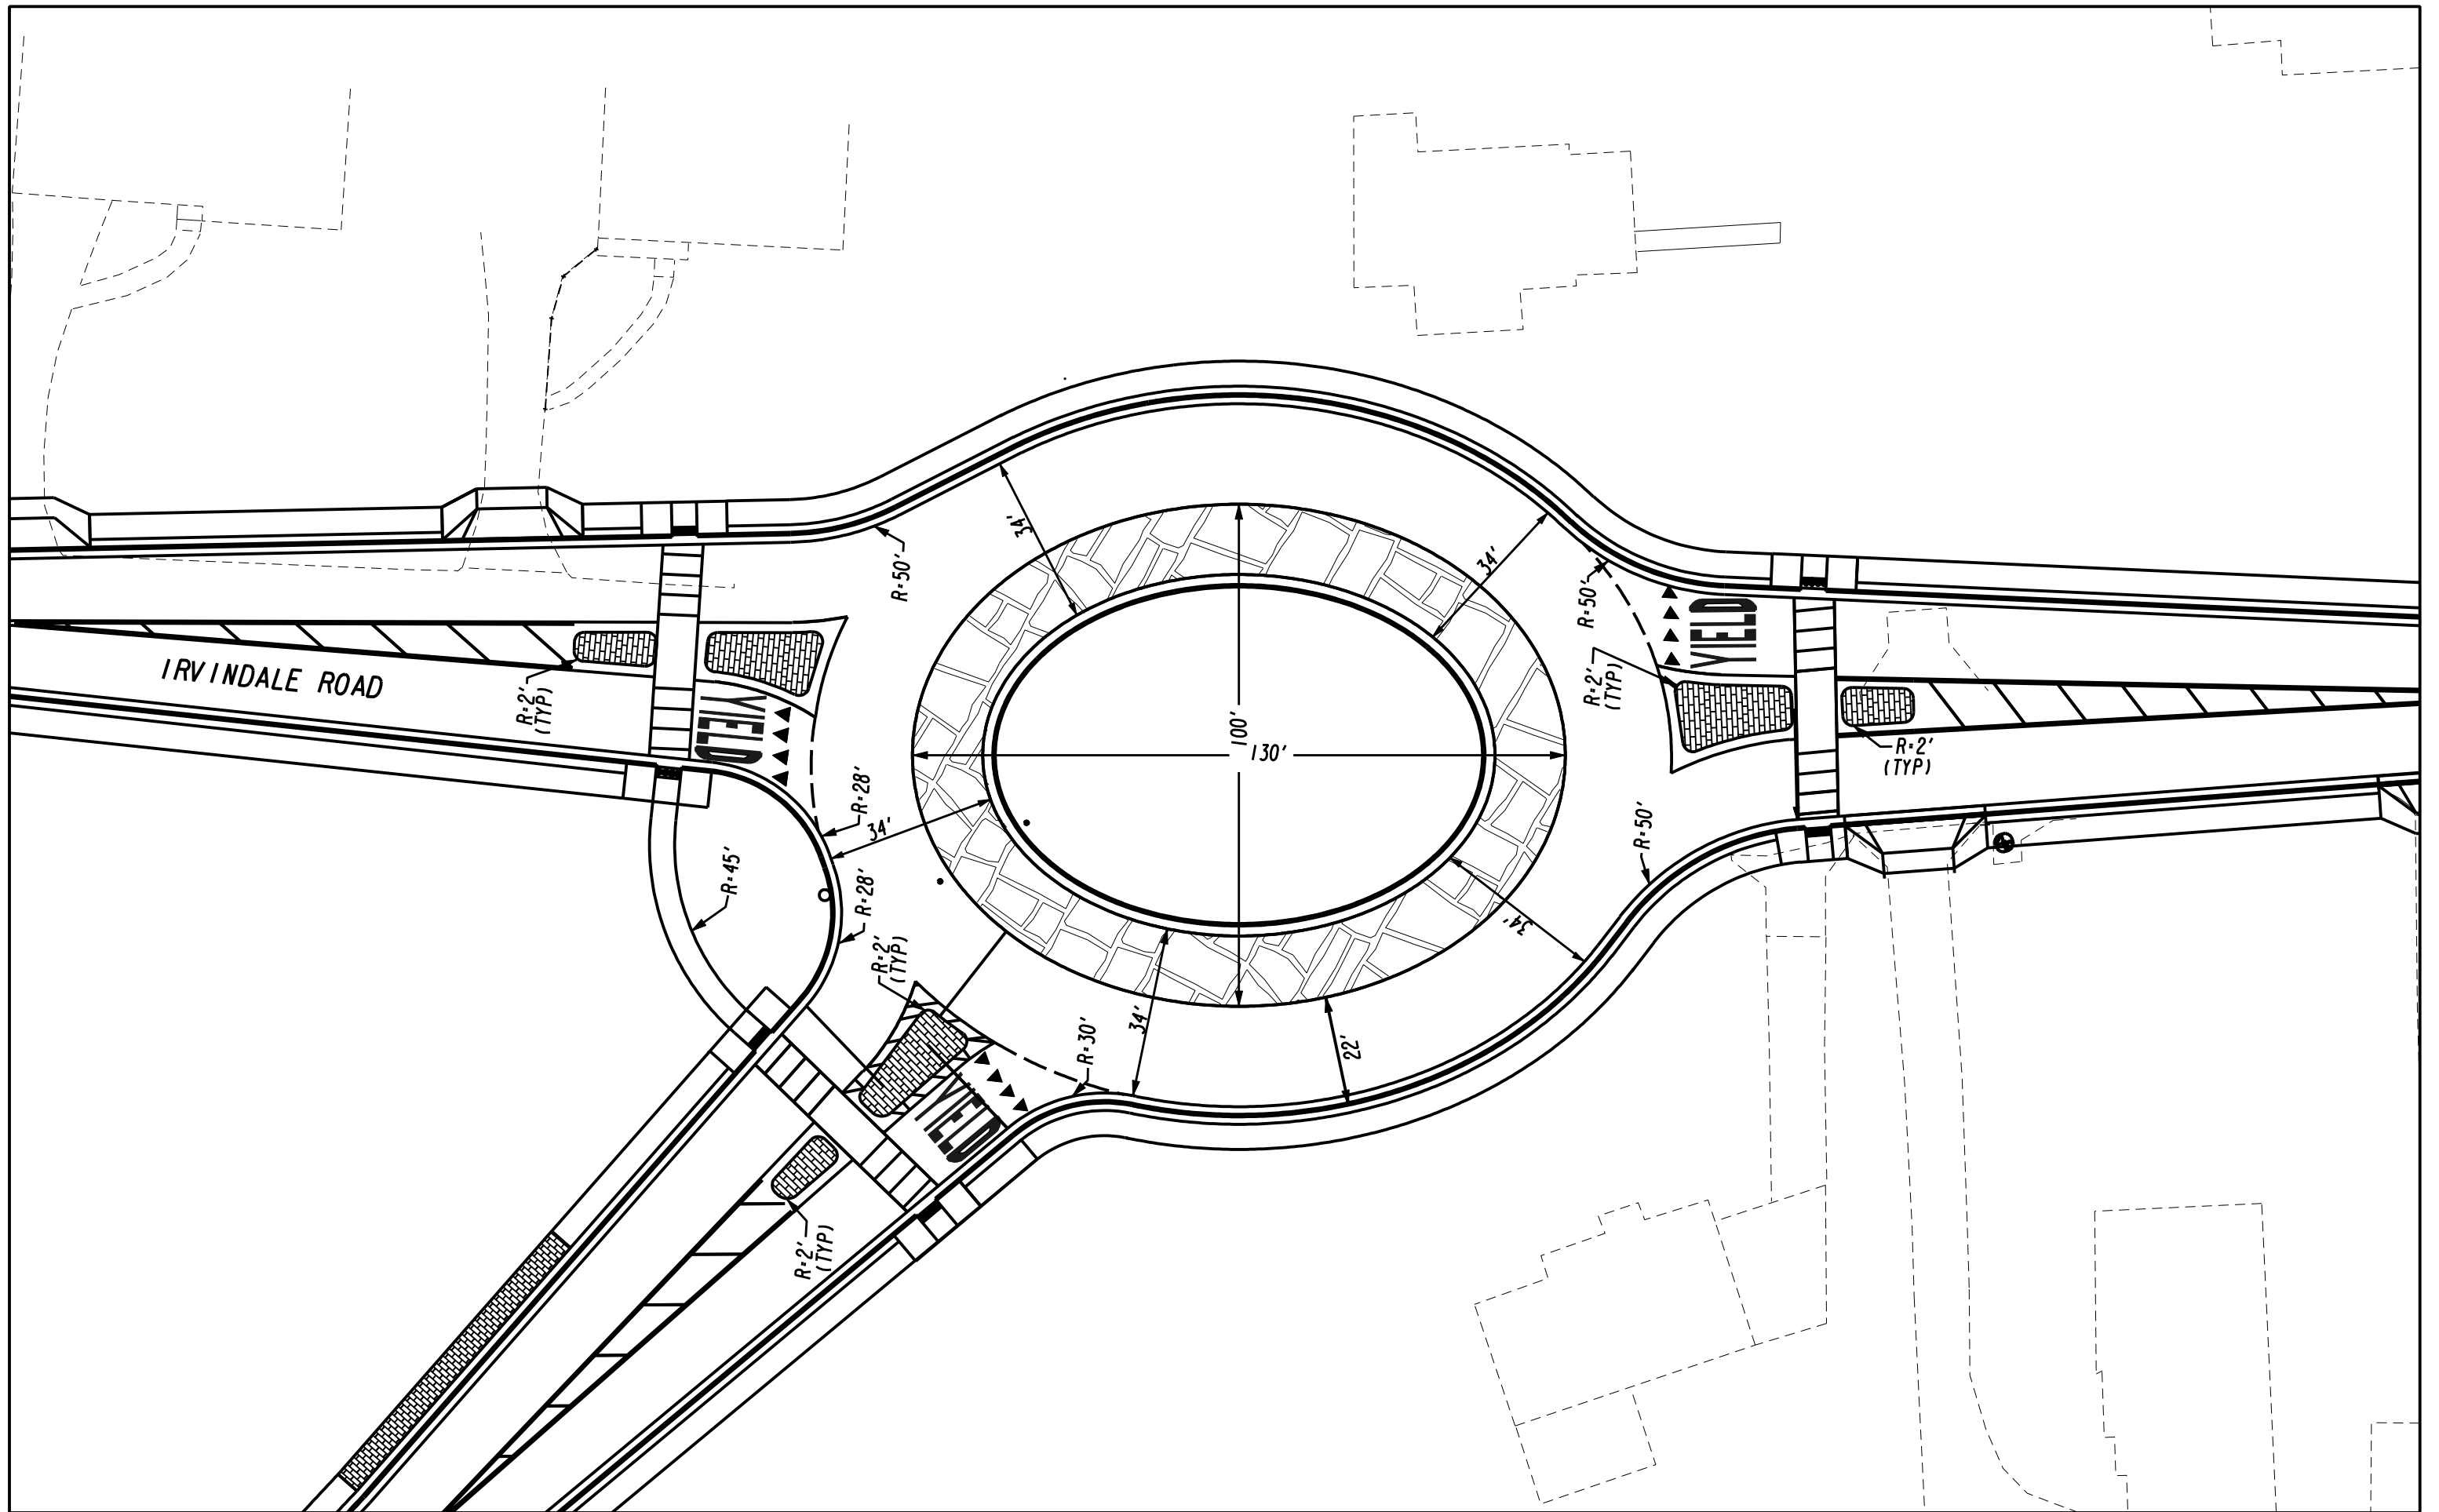 34'
R=50'
34'
R=50'
YIELD
R=2'
(TYP)
IRVINDALE ROAD
R=2'
(TYP)
YIELD
100'
130'
R=2'
(TYP)
R=28'
34'
R=50'
R=45'
R=28'
34'
R=2'
(TYP)
34'
R=30'
22'
YIELD
R=2'
(TYP)